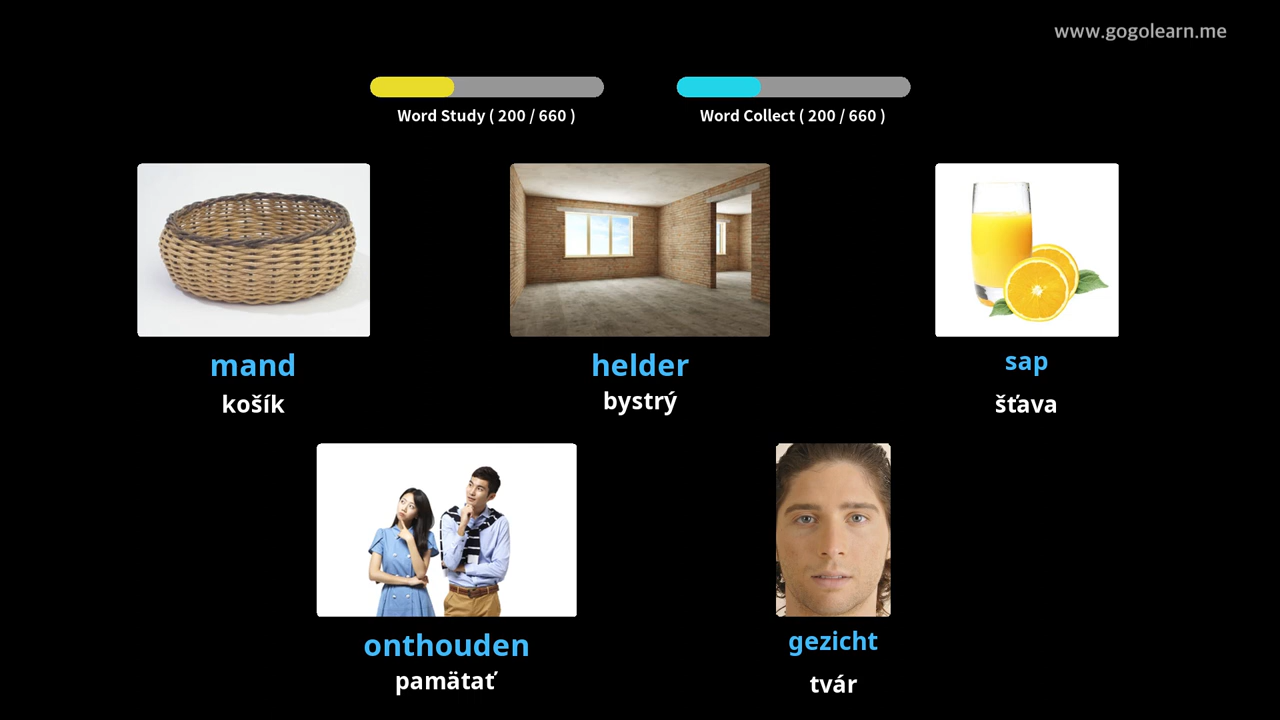 www.gogolearn.me
Word Study ( 200 / 660 )
Word Collect ( 200 / 660 )
mand
košík
helder
bystrý
sap
šťava
onthouden
pamätať
gezicht
tvár